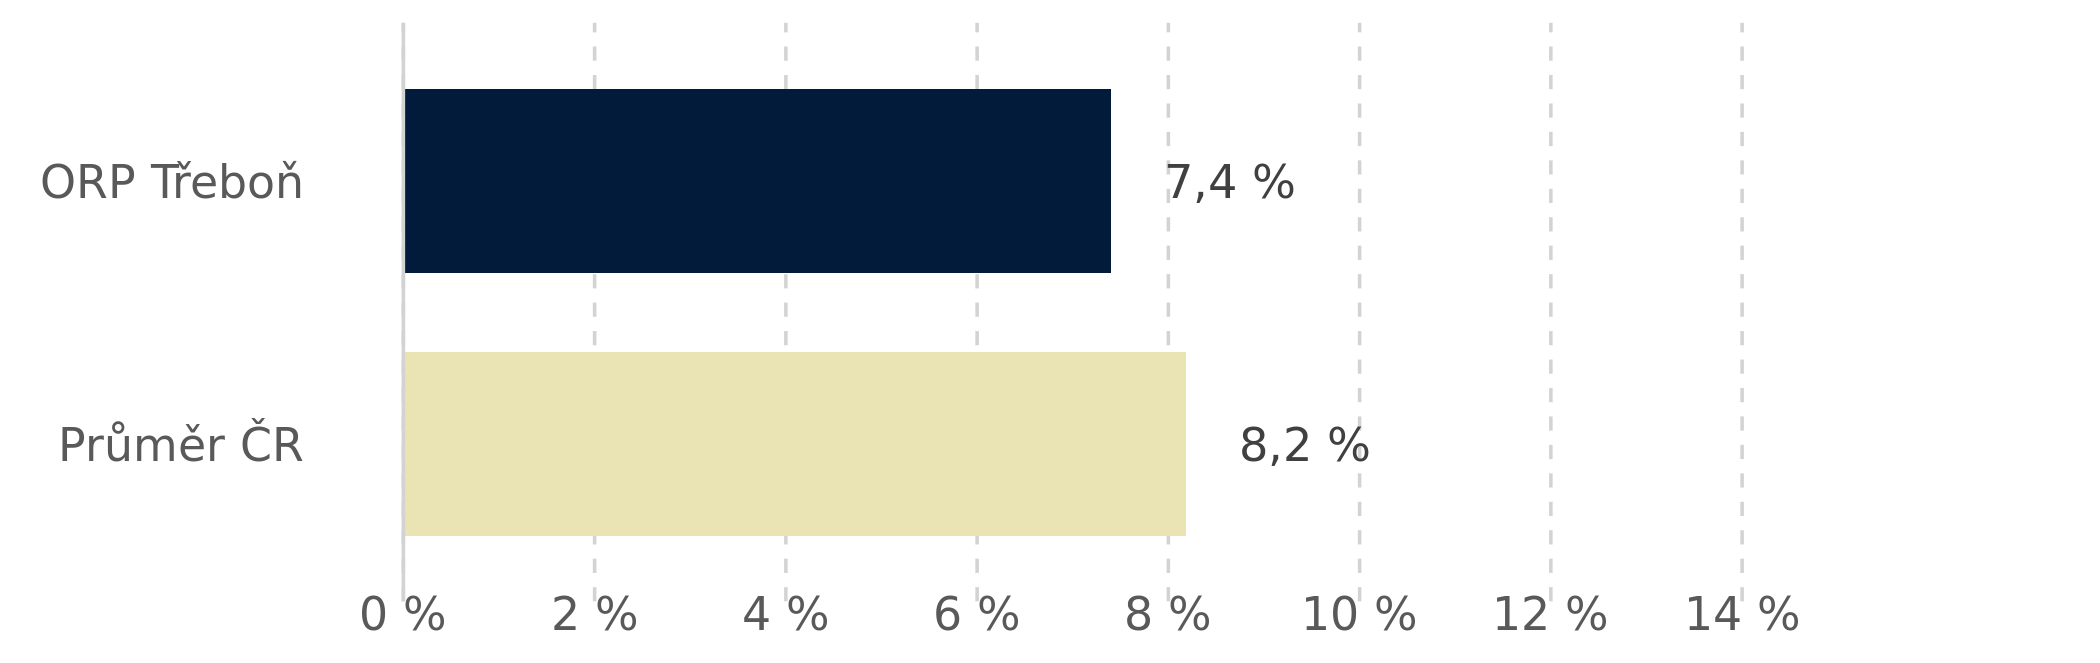 ORP Třeboň
7,4 %
Průměr ČR
8,2 %
0 % 2 % 4 % 6 % 8 % 10 % 12 % 14 %